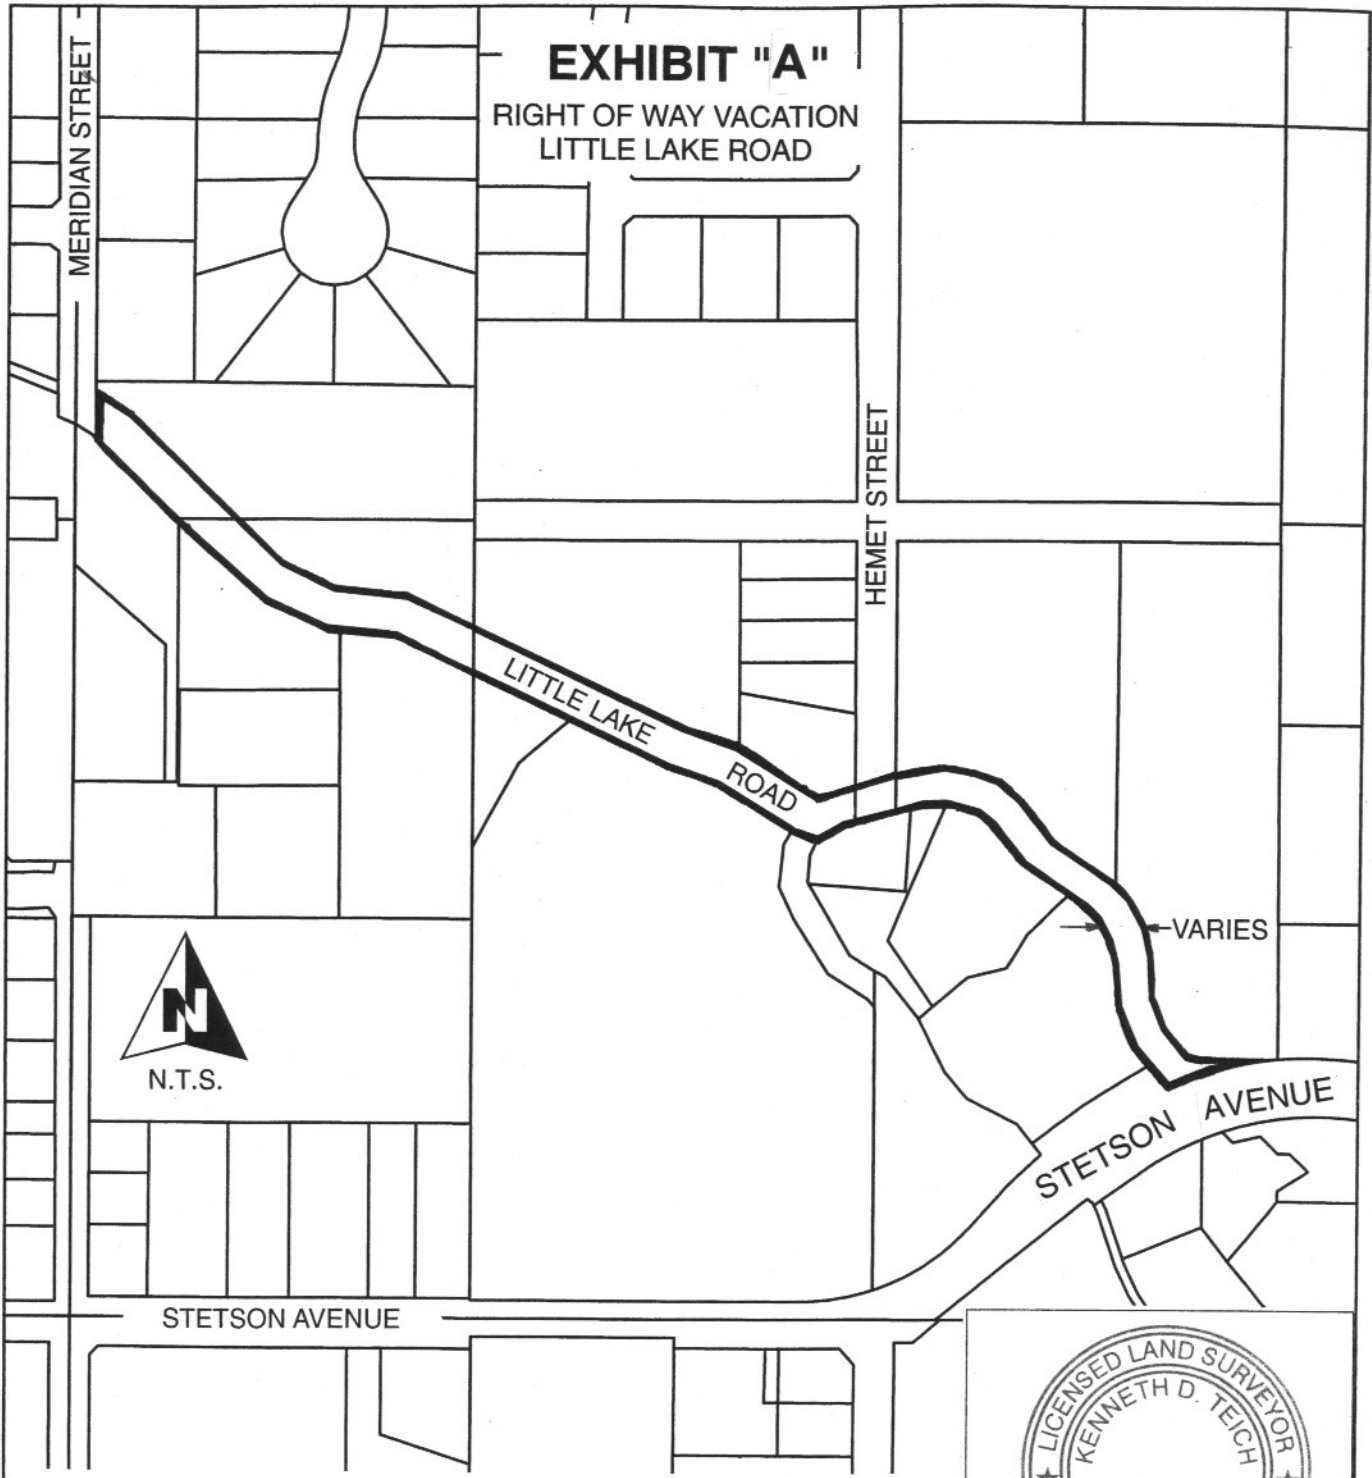 EXHIBIT "A"
RIGHT OF WAY VACATION
LITTLE LAKE ROAD
MERIDIAN STREET
HEMET STREET
LITTLE LAKE
ROAD
VARIES
N
N.T.S.
STETSON AVENUE
STETSON AVENUE
LICENSED LAND SURVEYOR
KENNETH D. TEICH